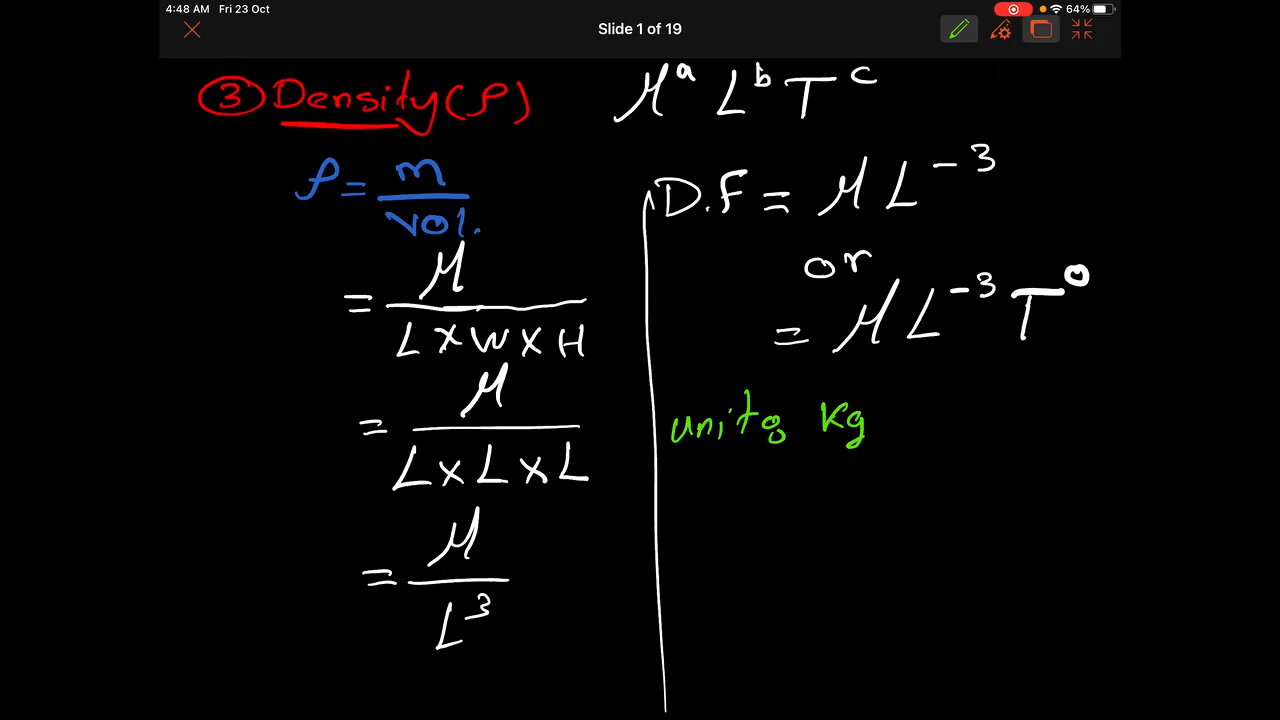 4:48 AM Fri 23 Oct 64%
Slide 1 of 19
③ Density (ρ)
M^a L^b T^c
ρ = m / vol.
= M / L × W × H
= M / L × L × L
= M / L^3
D.F = M L^-3
or
= M L^-3 T^0
unit: Kg